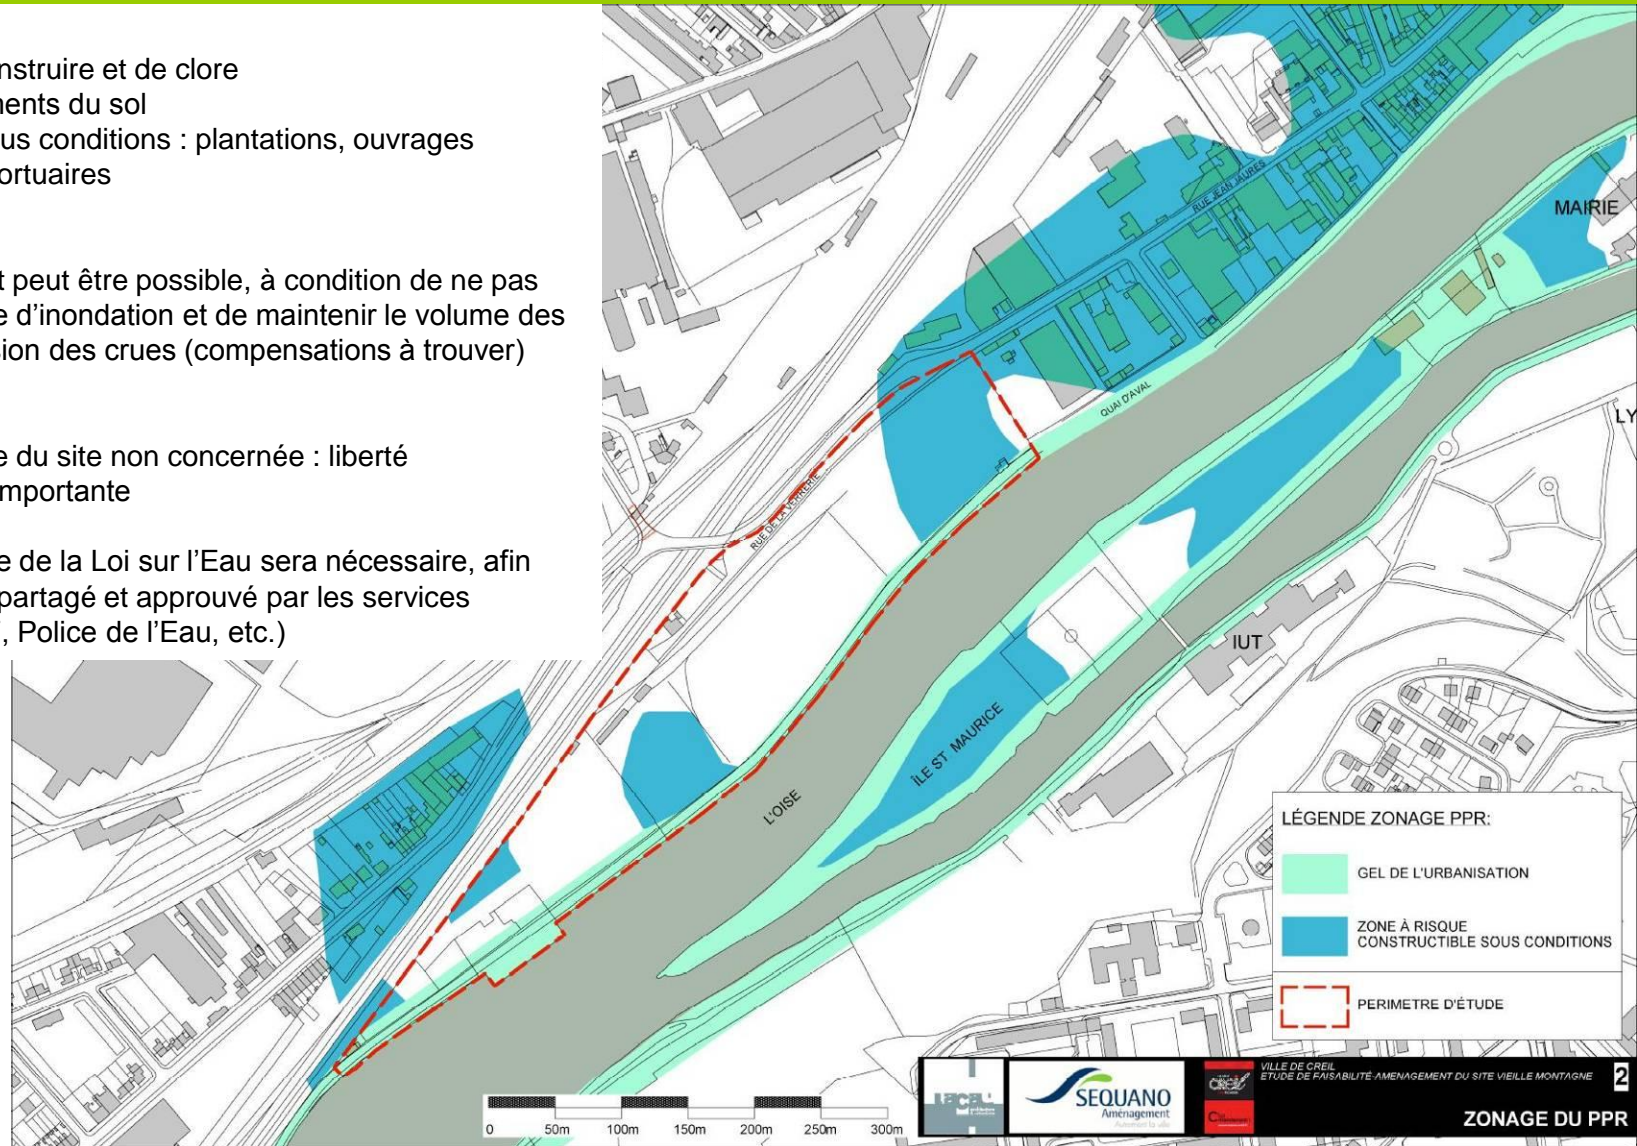 nstruire et de clore
nents du sol
us conditions : plantations, ouvrages
ortuaires
t peut être possible, à condition de ne pas
e d'inondation et de maintenir le volume des
sion des crues (compensations à trouver)
e du site non concernée : liberté
mportante
e de la Loi sur l'Eau sera nécessaire, afin
partagé et approuvé par les services
, Police de l'Eau, etc.)
RUE JEAN JAURES
MAIRIE
QUAI D'AVAL
LY
RUE DE LA VERRERIE
IUT
ÎLE ST MAURICE
L'OISE
LÉGENDE ZONAGE PPR:
GEL DE L'URBANISATION
ZONE À RISQUE
CONSTRUCTIBLE SOUS CONDITIONS
PERIMETRE D'ÉTUDE
0 50m 100m 150m 200m 250m 300m
SEQUANO
Aménagement
VILLE DE CREIL
ETUDE DE FAISABILITÉ-AMENAGEMENT DU SITE VIEILLE MONTAGNE
2
ZONAGE DU PPR